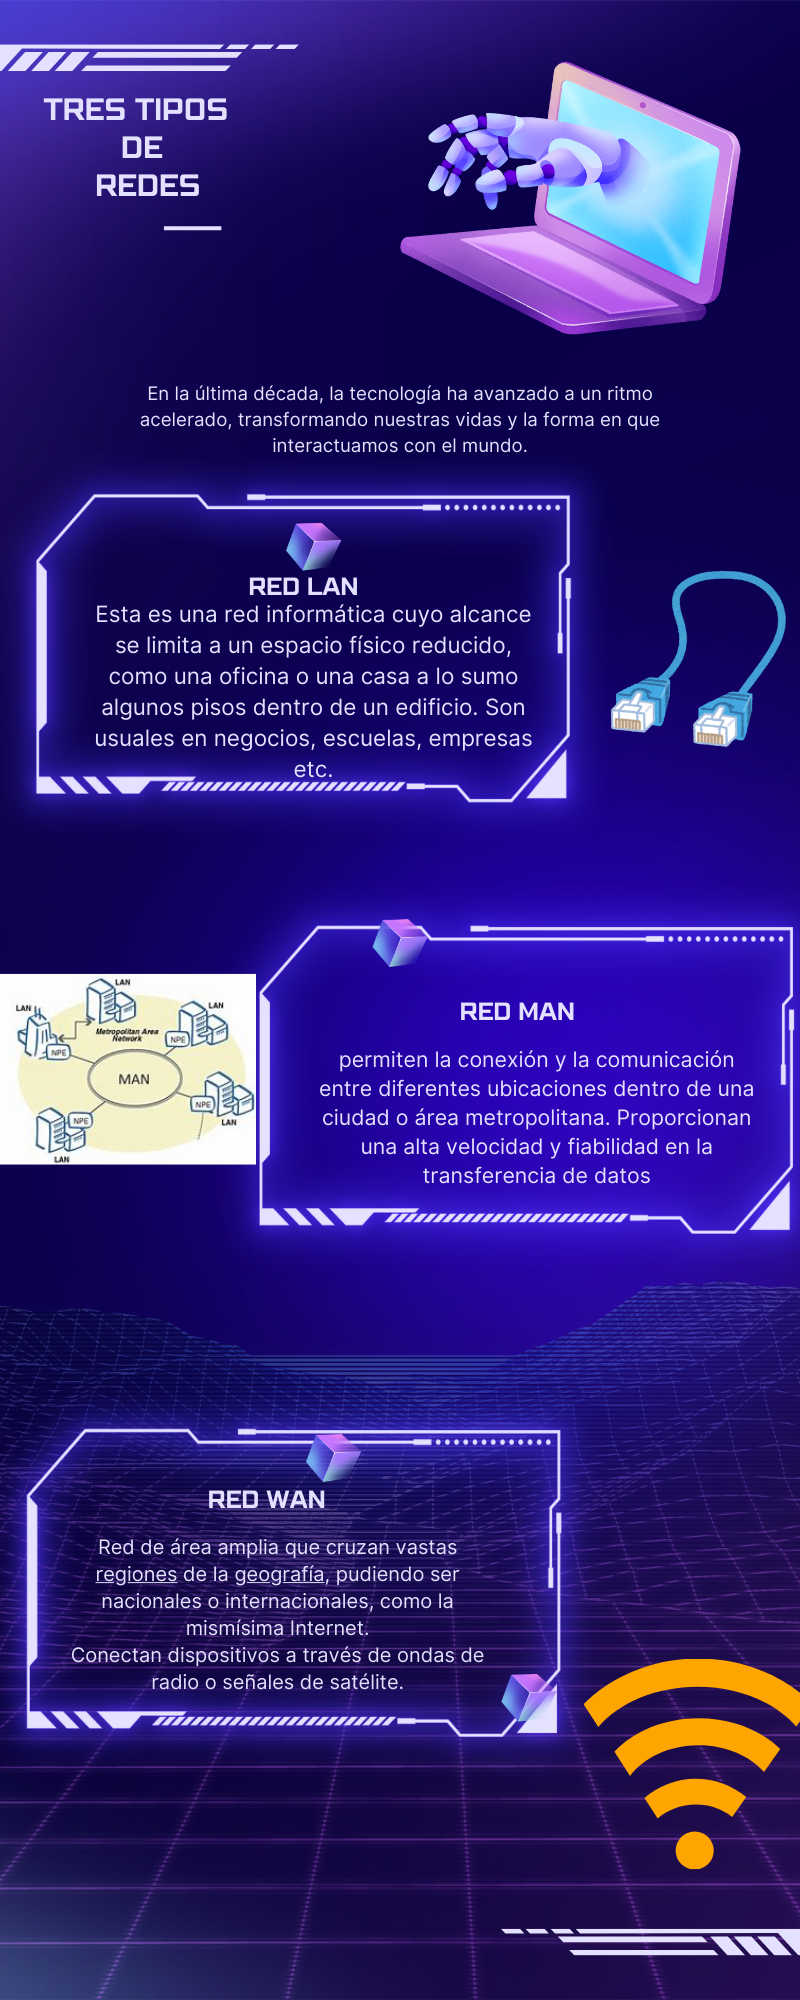 TRES TIPOS
DE
REDES
En la última década, la tecnología ha avanzado a un ritmo
acelerado, transformando nuestras vidas y la forma en que
interactuamos con el mundo.
RED LAN
Esta es una red informática cuyo alcance
se limita a un espacio físico reducido,
como una oficina o una casa a lo sumo
algunos pisos dentro de un edificio. Son
usuales en negocios, escuelas, empresas
etc.
LAN
LAN
LAN
Metropolitan Area
Network
NPE
NPE
MAN
NPE
NPE
LAN
LAN
RED MAN
permiten la conexión y la comunicación
entre diferentes ubicaciones dentro de una
ciudad o área metropolitana. Proporcionan
una alta velocidad y fiabilidad en la
transferencia de datos
RED WAN
Red de área amplia que cruzan vastas
regiones de la geografía, pudiendo ser
nacionales o internacionales, como la
mismísima Internet.
Conectan dispositivos a través de ondas de
radio o señales de satélite.